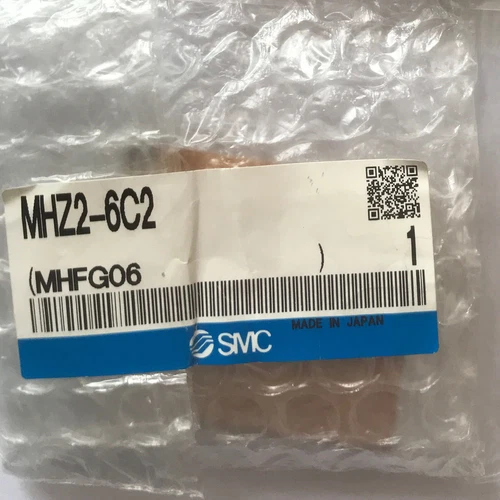 MHZ2-6C2
(MHFG06 ) 1
MADE IN JAPAN
SMC